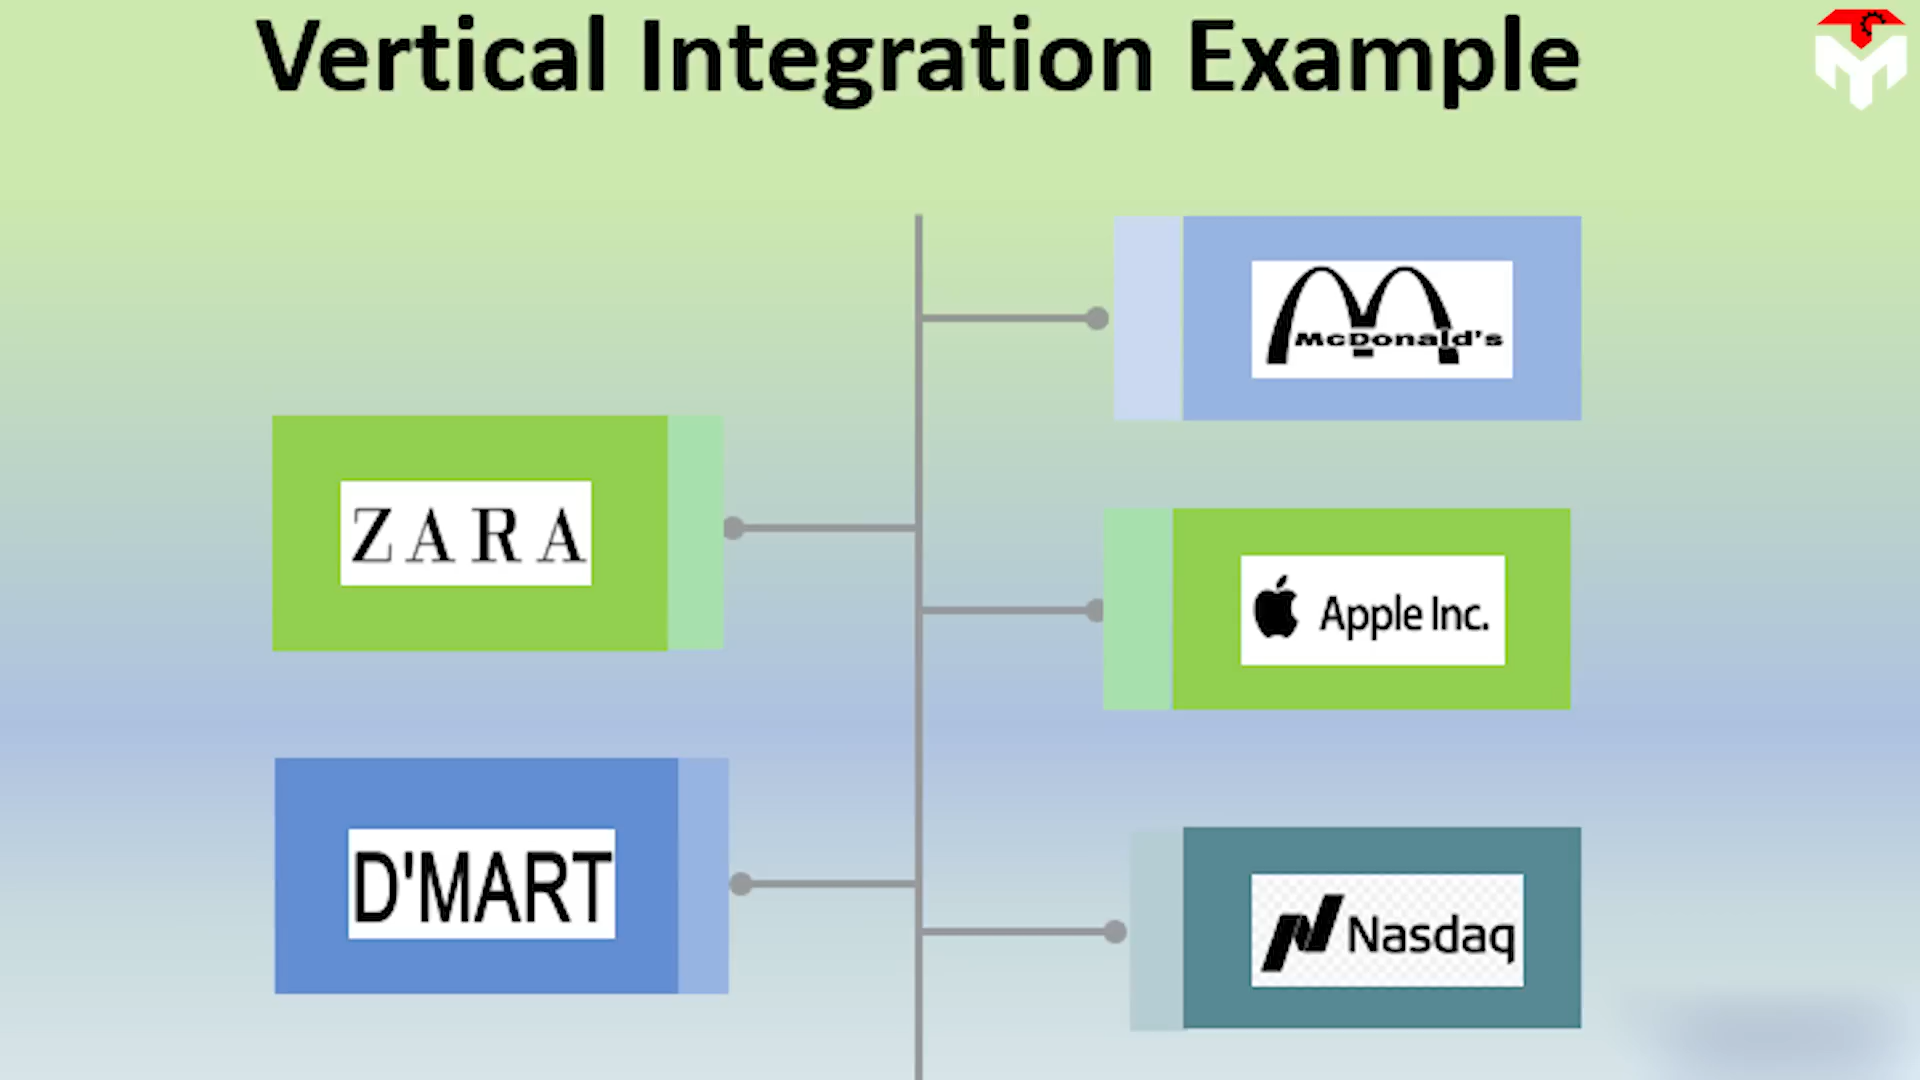 Vertical Integration Example
McDonald's
ZARA
Apple Inc.
D'MART
Nasdaq